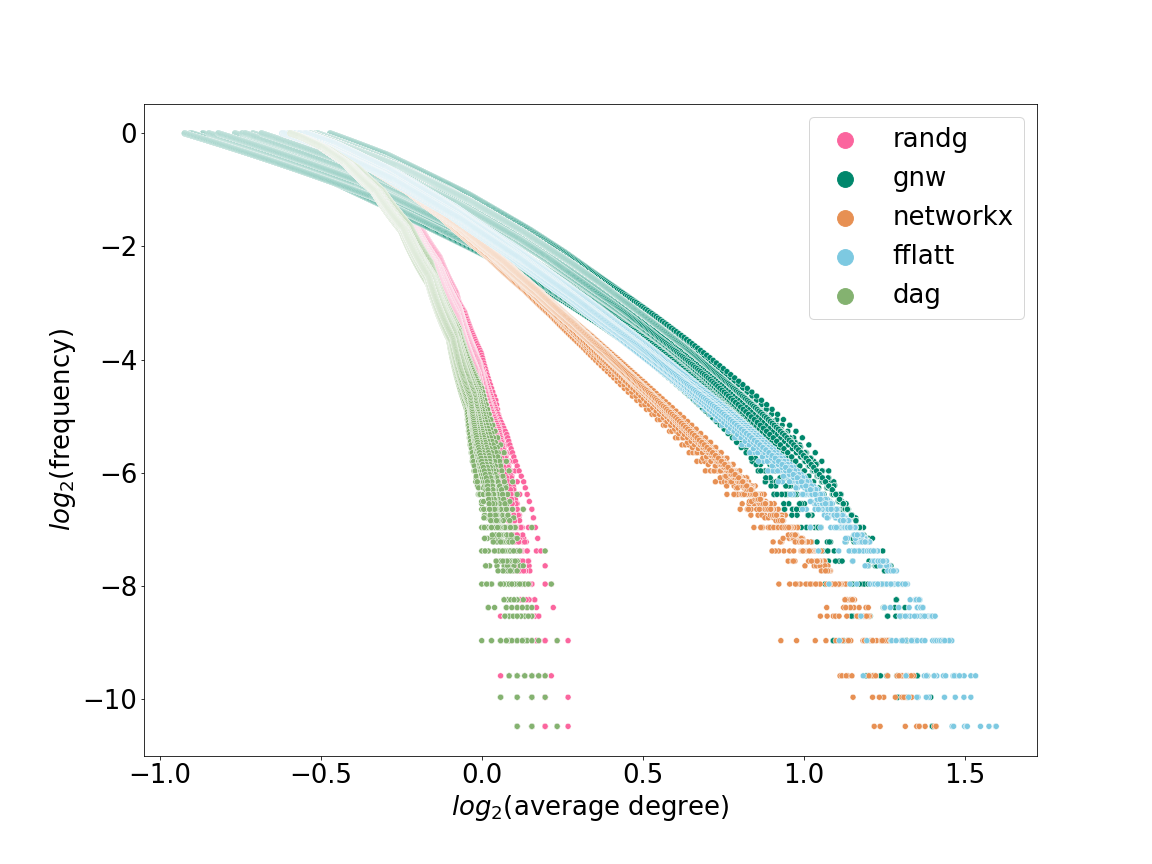 randg
gnw
networkx
fflatt
dag
0
−2
−4
−6
−8
−10
log₂(frequency)
−1.0 −0.5 0.0 0.5 1.0 1.5
log₂(average degree)